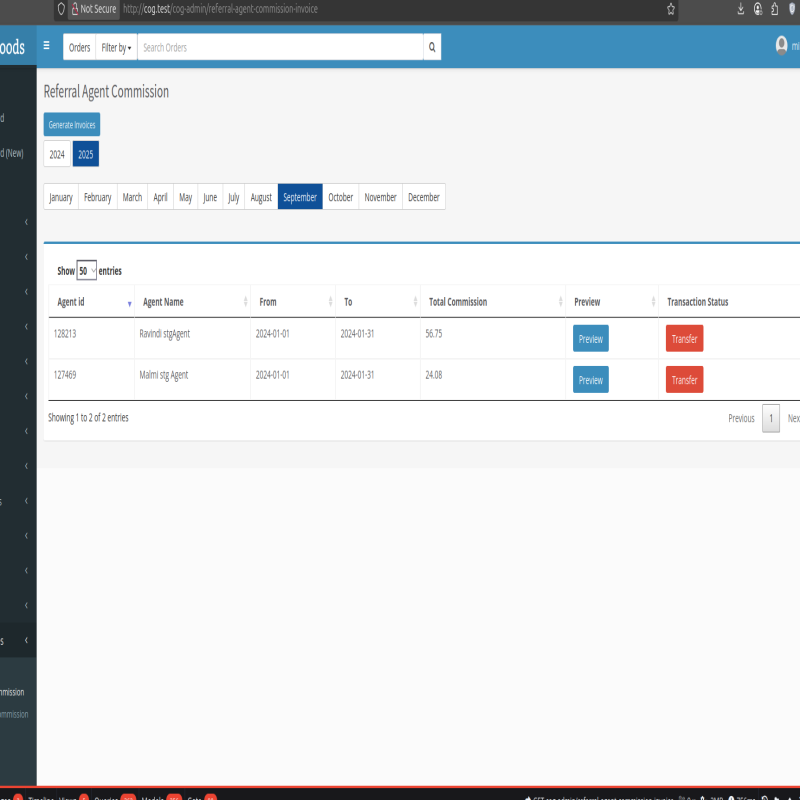 Not Secure http://cog.test/cog-admin/referral-agent-commission-invoice
oods Orders Filter by Search Orders
Referral Agent Commission
Generate Invoices
d
2024 2025
d (New)
January February March April May June July August September October November December
Show 50 entries
Agent id Agent Name From To Total Commission Preview Transaction Status
128213 Ravindi stgAgent 2024-01-01 2024-01-31 56.75 Preview Transfer
127469 Malmi stg Agent 2024-01-01 2024-01-31 24.08 Preview Transfer
Showing 1 to 2 of 2 entries Previous 1 Nex
s
s
mmission
ommission